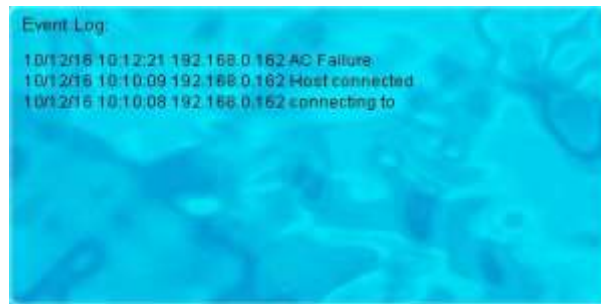 Event Log:
10/12/16 10:12:21 192.168.0.162 AC Failure
10/12/16 10:10:09 192.168.0.162 Host connected
10/12/16 10:10:08 192.168.0.162 connecting to